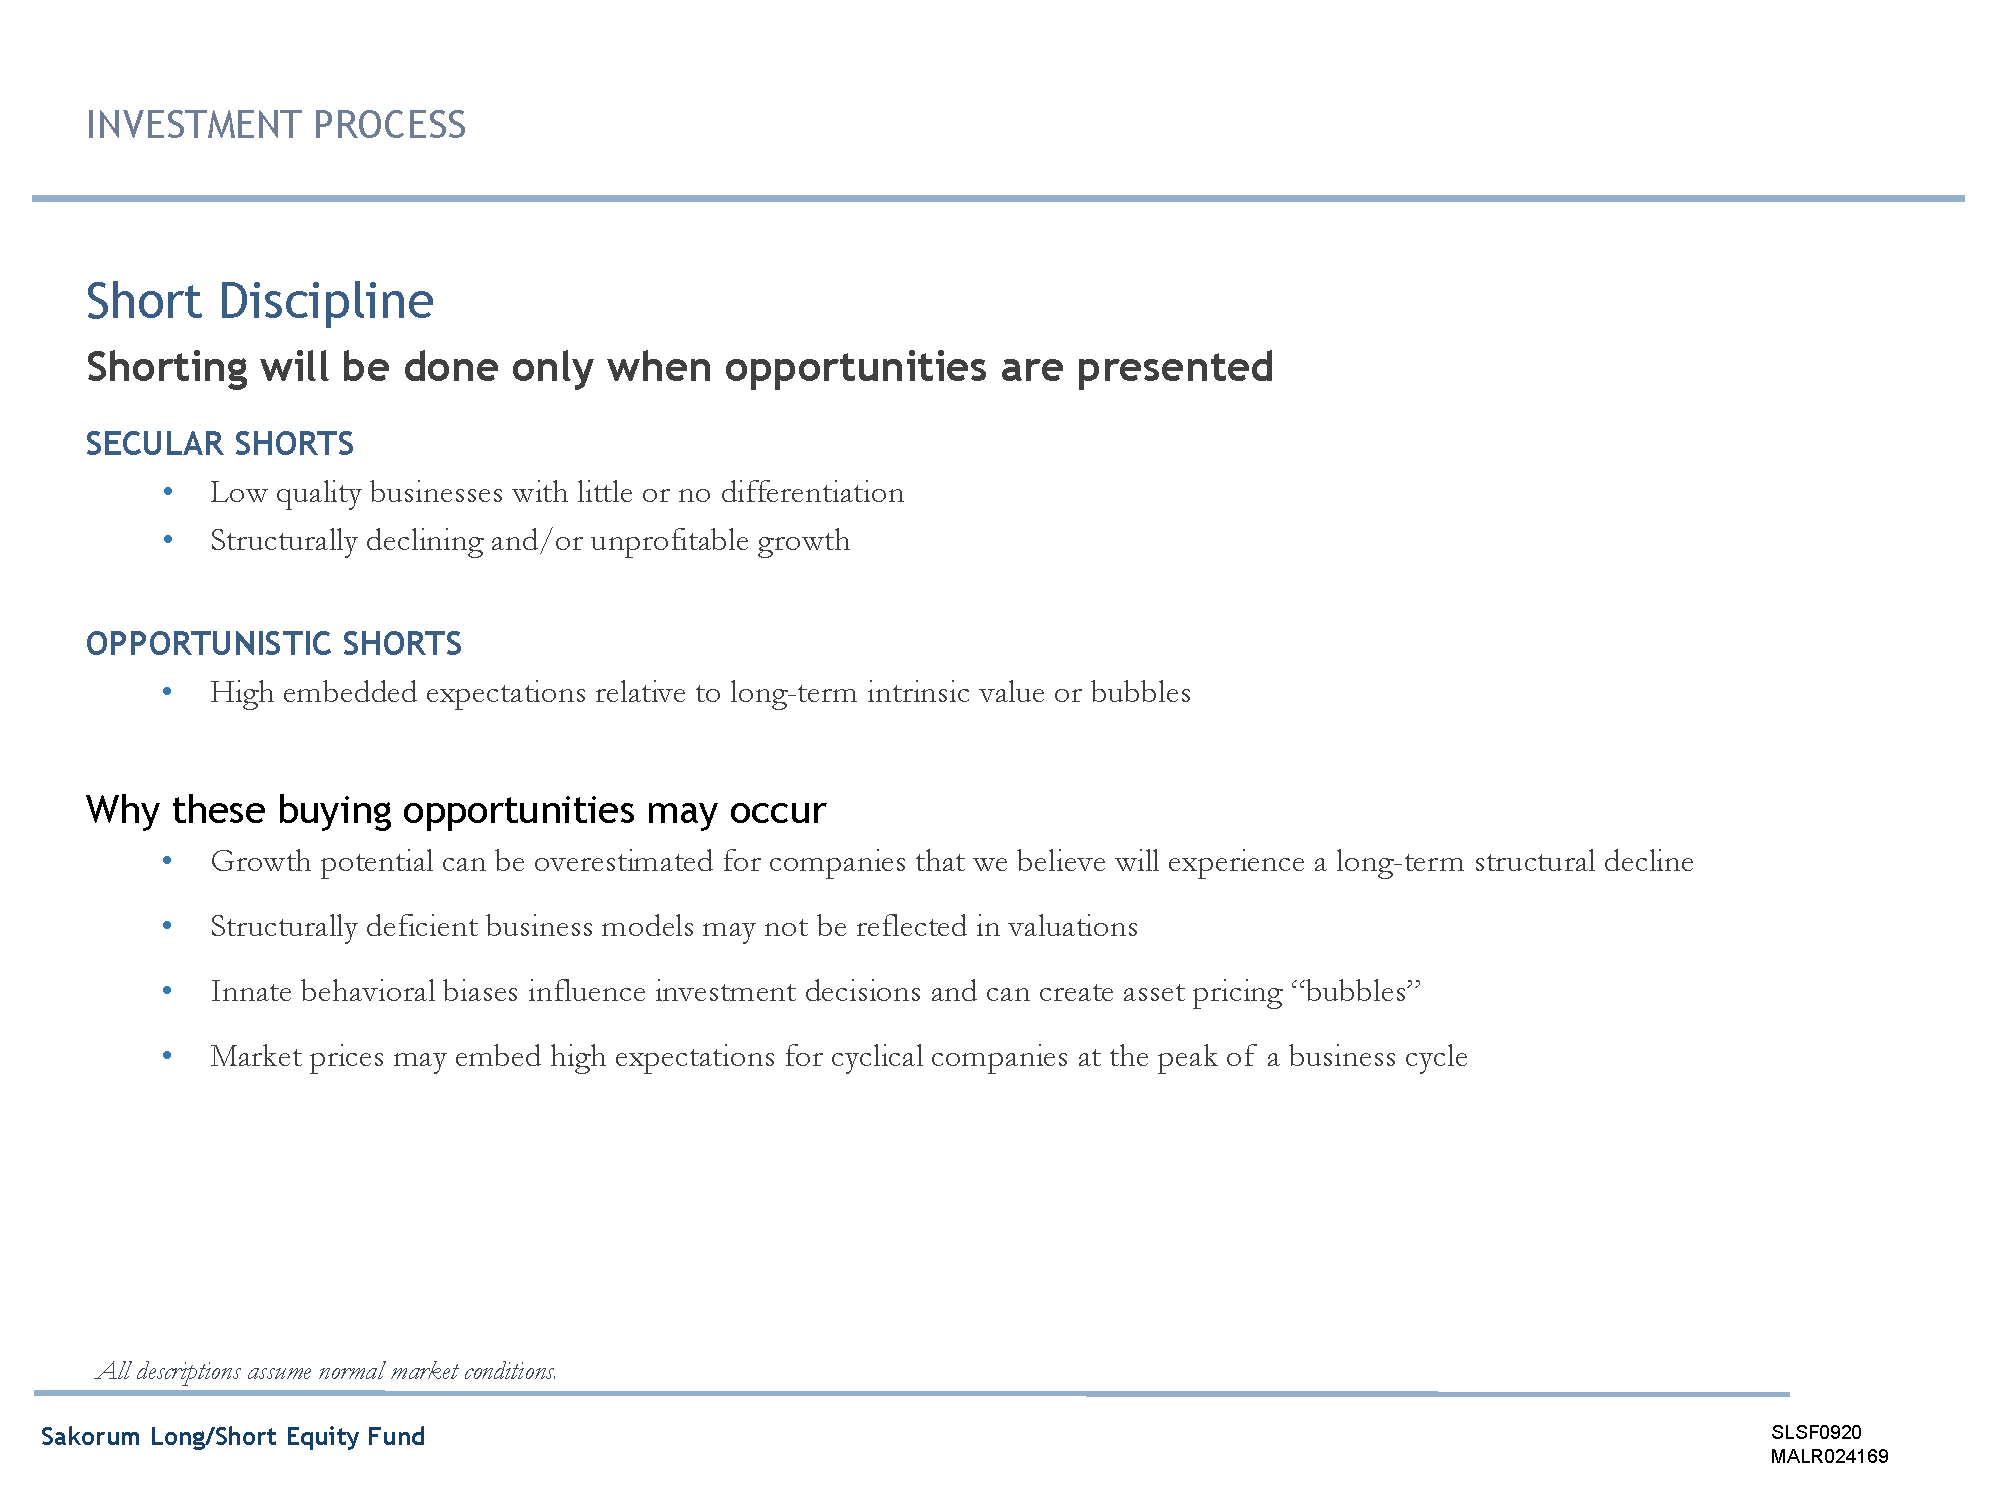 INVESTMENT PROCESS
Short Discipline
Shorting will be done only when opportunities are presented
SECULAR SHORTS
• Low quality businesses with little or no differentiation
• Structurally declining and/or unprofitable growth
OPPORTUNISTIC SHORTS
• High embedded expectations relative to long-term intrinsic value or bubbles
Why these buying opportunities may occur
• Growth potential can be overestimated for companies that we believe will experience a long-term structural decline
• Structurally deficient business models may not be reflected in valuations
• Innate behavioral biases influence investment decisions and can create asset pricing “bubbles”
• Market prices may embed high expectations for cyclical companies at the peak of a business cycle
All descriptions assume normal market conditions.
Sakorum Long/Short Equity Fund
SLSF0920
MALR024169